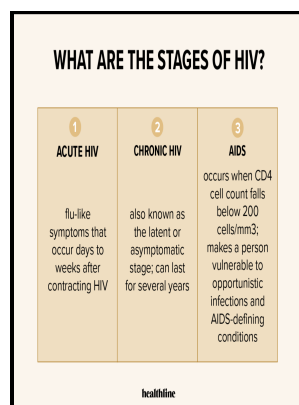 WHAT ARE THE STAGES OF HIV?
1
ACUTE HIV
flu-like
symptoms that
occur days to
weeks after
contracting HIV
2
CHRONIC HIV
also known as
the latent or
asymptomatic
stage; can last
for several years
3
AIDS
occurs when CD4
cell count falls
below 200
cells/mm3;
makes a person
vulnerable to
opportunistic
infections and
AIDS-defining
conditions
healthline